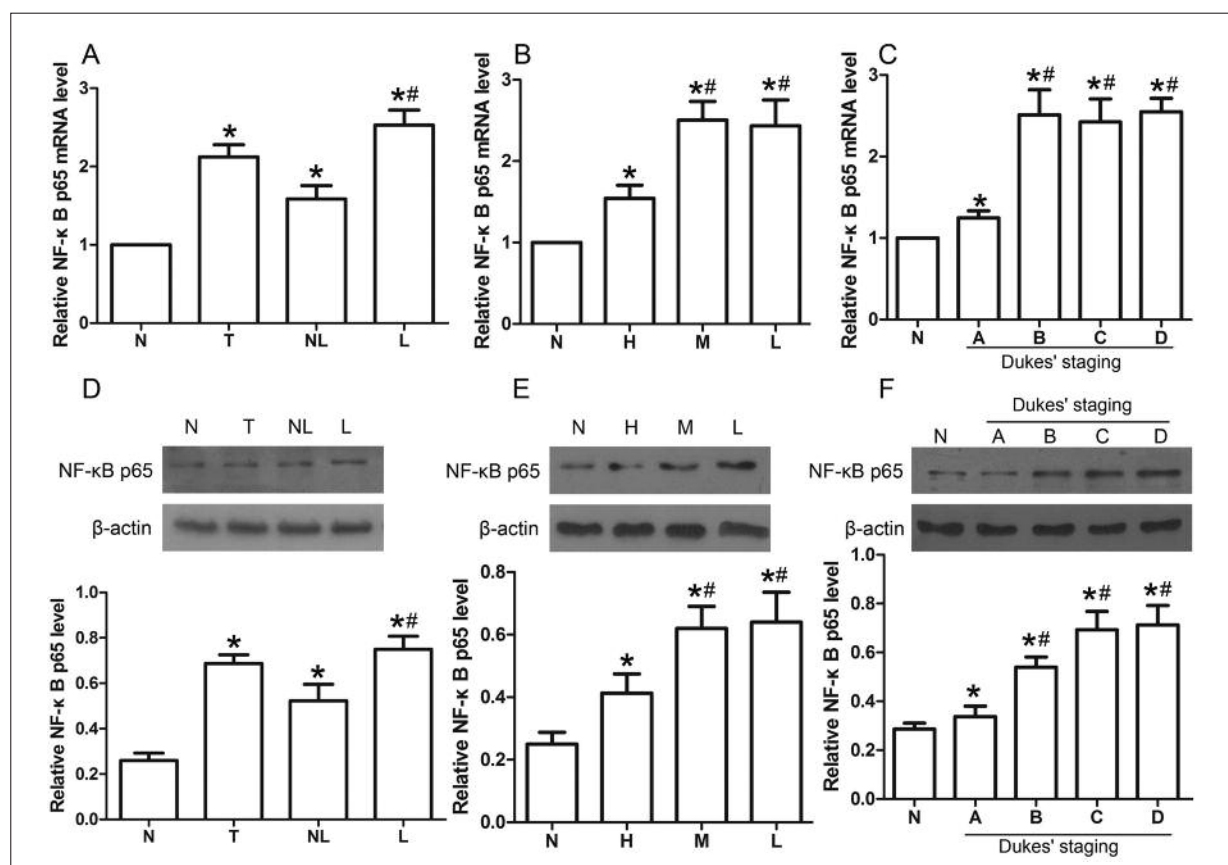 A
Relative NF-κ B p65 mRNA level
3
2
1
0
*
*
*#
N T NL L
B
Relative NF-κ B p65 mRNA level
3
2
1
0
*
*#
*#
N H M L
C
Relative NF-κ B p65 mRNA level
3
2
1
0
*
*#
*#
*#
N A B C D
Dukes' staging
D
N T NL L
NF-κB p65
β-actin
Relative NF-κ B p65 level
1.0
0.8
0.6
0.4
0.2
0.0
*
*
*#
N T NL L
E
N H M L
NF-κB p65
β-actin
Relative NF-κ B p65 level
0.8
0.6
0.4
0.2
0.0
*
*#
*#
N H M L
F
Dukes' staging
N A B C D
NF-κB p65
β-actin
Relative NF-κ B p65 level
1.0
0.8
0.6
0.4
0.2
0.0
*
*#
*#
*#
N A B C D
Dukes' staging